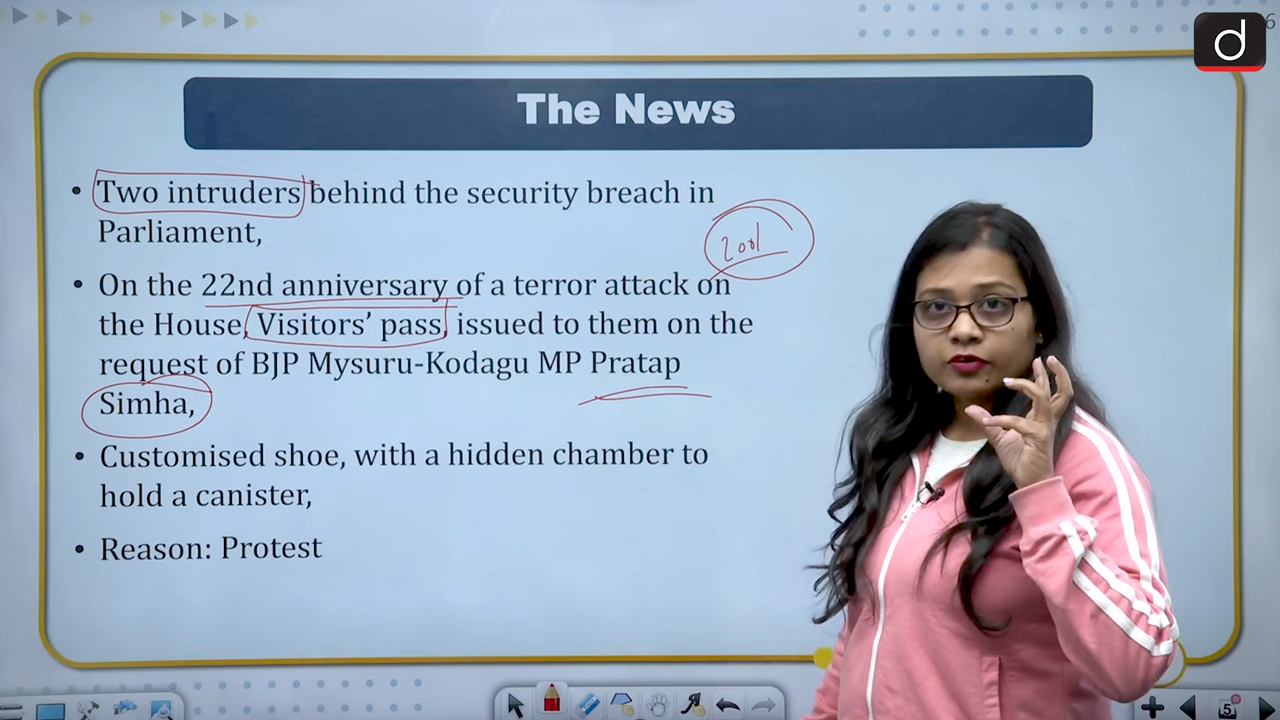 d
6
The News
• Two intruders behind the security breach in
Parliament,
2001
• On the 22nd anniversary of a terror attack on
the House, Visitors’ pass, issued to them on the
request of BJP Mysuru-Kodagu MP Pratap
Simha,
• Customised shoe, with a hidden chamber to
hold a canister,
• Reason: Protest
5